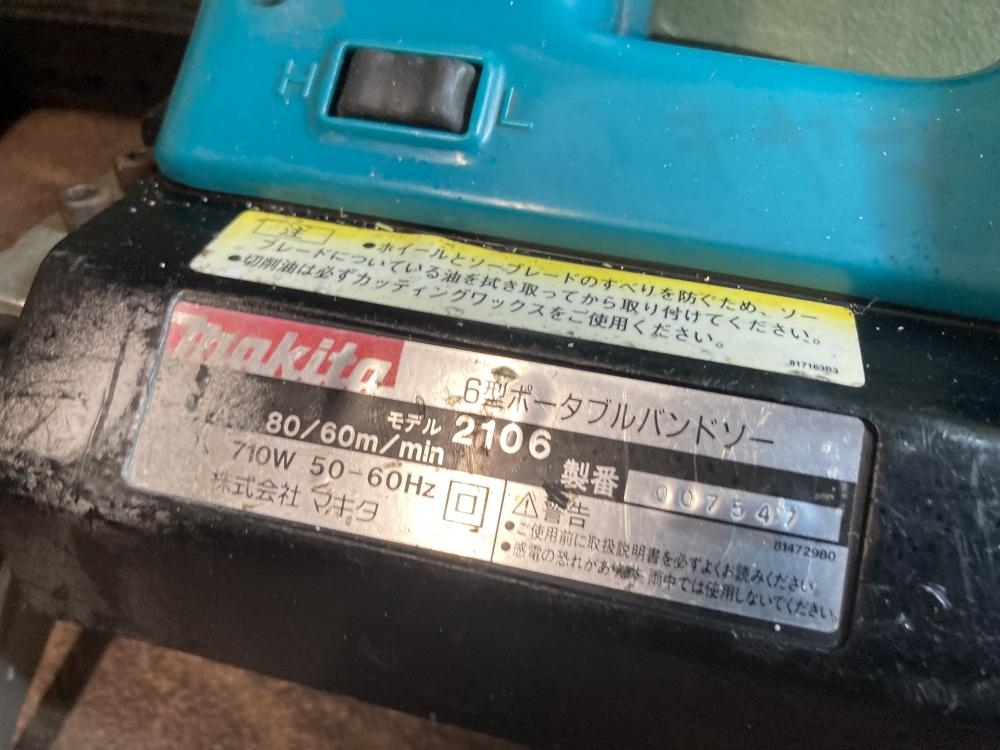 H
L
注
●ホイールとソーブレードのすべりを防ぐため、ソー
ブレードについている油を拭き取ってから取り付けてください。
●切削油は必ずカッティングワックスをご使用ください。
817163B3
makita
6型ポータブルバンドソー
モデル 2106
80/60m/min
710W 50-60Hz
株式会社 マキタ
製番 007547
⚠警告
814729B0
●ご使用前に取扱説明書を必ずよくお読みください。
●感電の恐れがあります 雨中では使用しないでください